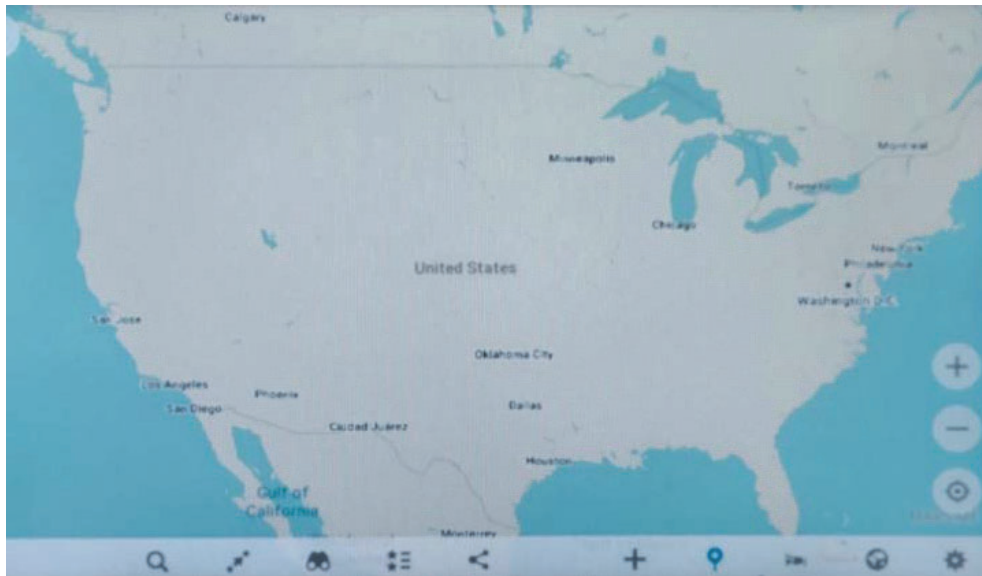 Calgary
Montreal
Minneapolis
Toronto
Chicago
New York
Philadelphia
United States
Washington D.C.
San Jose
Oklahoma City
Los Angeles
Phoenix
San Diego
Dallas
Ciudad Juárez
Houston
Gulf of
California
Monterrey